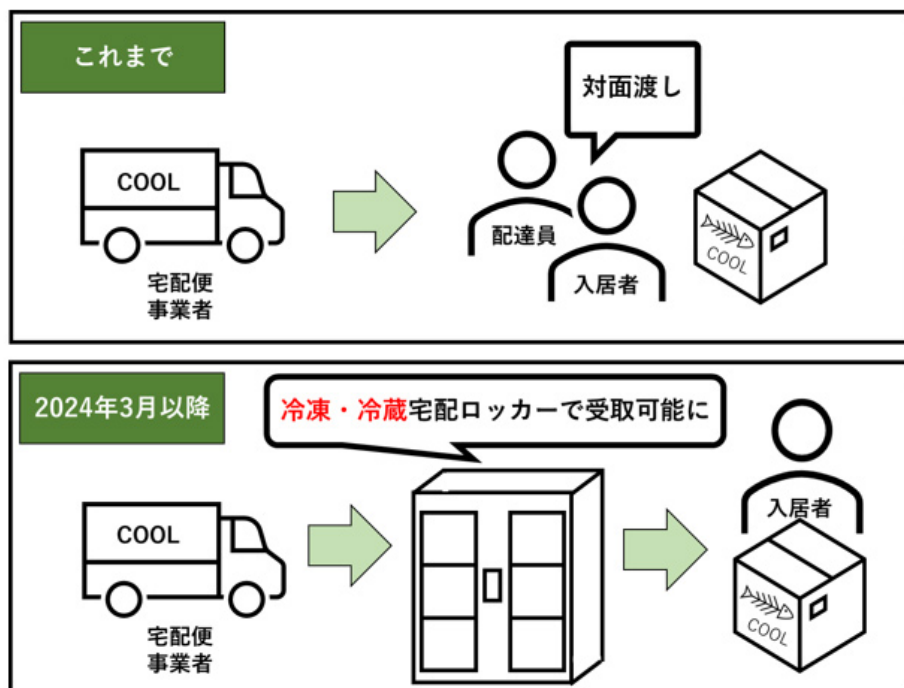 これまで
対面渡し
COOL
配達員
入居者
COOL
宅配便
事業者
2024年3月以降
冷凍・冷蔵宅配ロッカーで受取可能に
COOL
入居者
COOL
宅配便
事業者